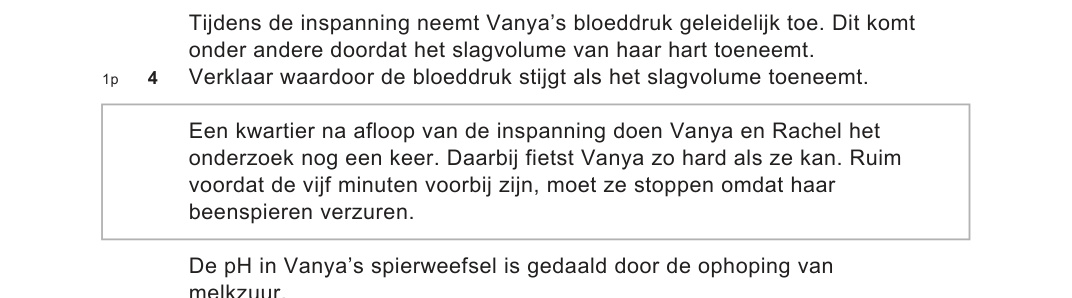 Tijdens de inspanning neemt Vanya's bloeddruk geleidelijk toe. Dit komt
onder andere doordat het slagvolume van haar hart toeneemt.
1p 4 Verklaar waardoor de bloeddruk stijgt als het slagvolume toeneemt.
Een kwartier na afloop van de inspanning doen Vanya en Rachel het
onderzoek nog een keer. Daarbij fietst Vanya zo hard als ze kan. Ruim
voordat de vijf minuten voorbij zijn, moet ze stoppen omdat haar
beenspieren verzuren.
De pH in Vanya's spierweefsel is gedaald door de ophoping van
melkzuur.